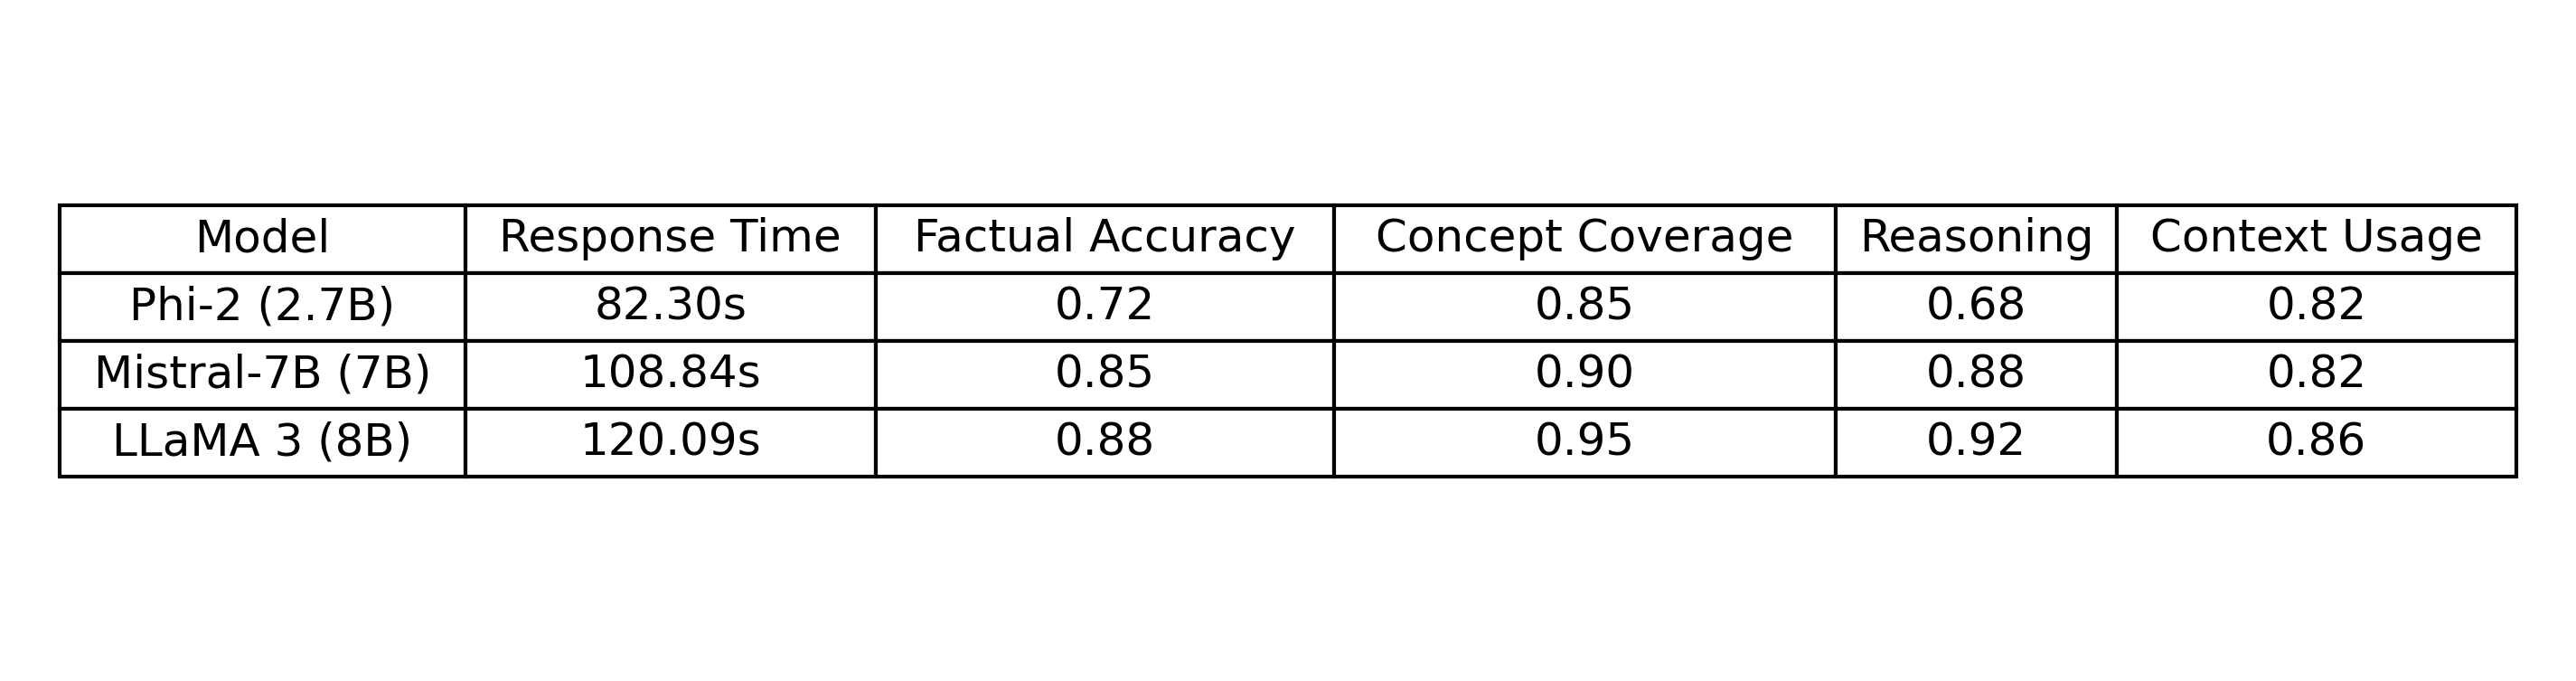 Model Response Time Factual Accuracy Concept Coverage Reasoning Context Usage
Phi-2 (2.7B) 82.30s 0.72 0.85 0.68 0.82
Mistral-7B (7B) 108.84s 0.85 0.90 0.88 0.82
LLaMA 3 (8B) 120.09s 0.88 0.95 0.92 0.86